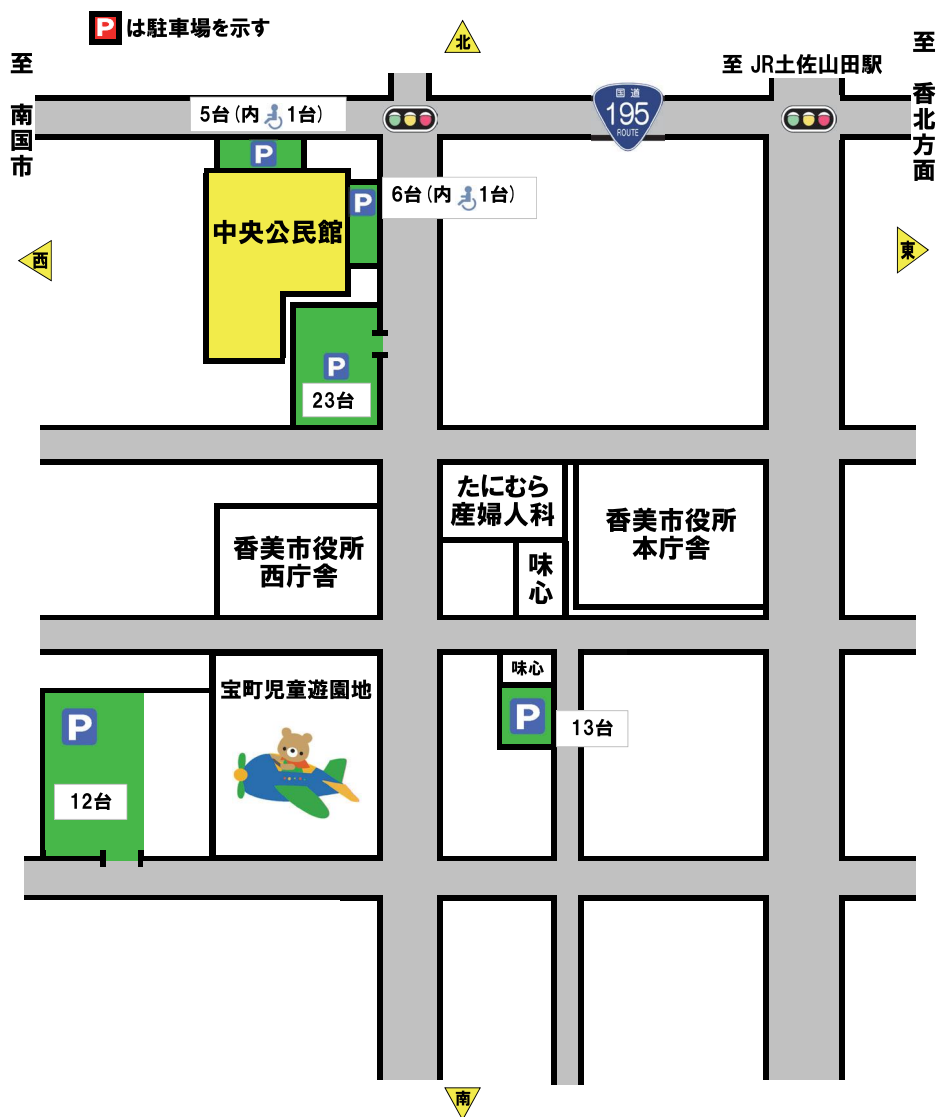 P は駐車場を示す
北
至 南国市
至 JR土佐山田駅
至 香北方面
5台(内 1台)
国道
195
ROUTE
P
6台(内 1台)
P
中央公民館
西
東
P
23台
たにむら
産婦人科
香美市役所
本庁舎
香美市役所
西庁舎
味心
味心
宝町児童遊園地
P
13台
P
12台
南